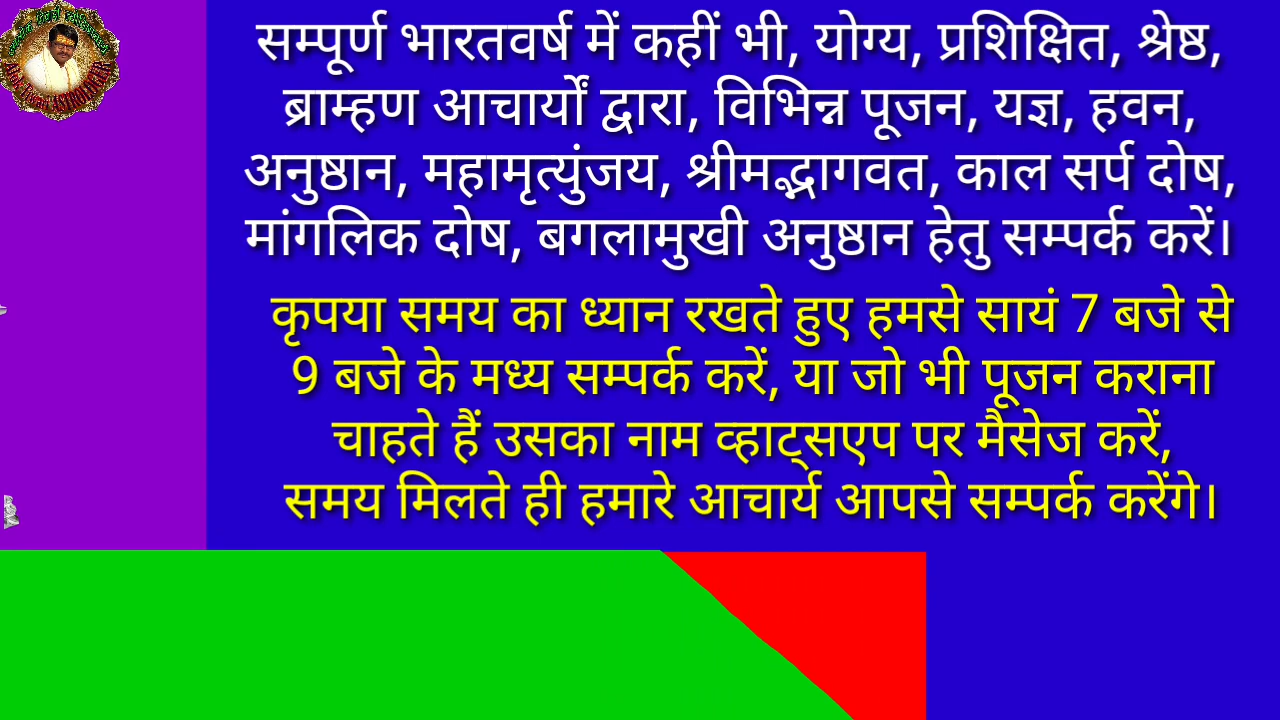 सम्पूर्ण भारतवर्ष में कहीं भी, योग्य, प्रशिक्षित, श्रेष्ठ,
ब्राम्हण आचार्यों द्वारा, विभिन्न पूजन, यज्ञ, हवन,
अनुष्ठान, महामृत्युंजय, श्रीमद्भागवत, काल सर्प दोष,
मांगलिक दोष, बगलामुखी अनुष्ठान हेतु सम्पर्क करें।
कृपया समय का ध्यान रखते हुए हमसे सायं 7 बजे से
9 बजे के मध्य सम्पर्क करें, या जो भी पूजन कराना
चाहते हैं उसका नाम व्हाट्सएप पर मैसेज करें,
समय मिलते ही हमारे आचार्य आपसे सम्पर्क करेंगे।